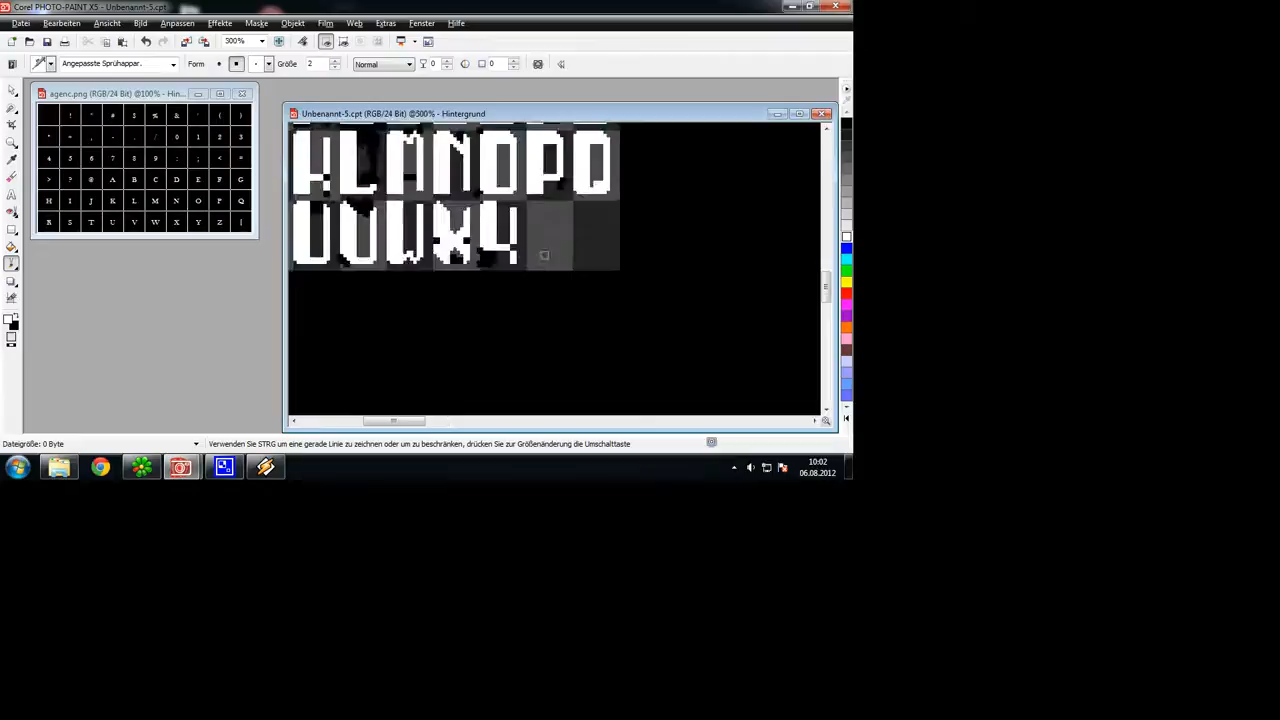 Corel PHOTO-PAINT X5 - Unbenannt-5.cpt
Datei Bearbeiten Ansicht Bild Anpassen Effekte Maske Objekt Film Web Extras Fenster Hilfe
300%
Angepasste Sprühappar. Form Größe 2 Normal 0 0
agenc.png (RGB/24 Bit) @100% - Hin...
! " # $ % & ' ( )
* + , - . / 0 1 2 3
4 5 6 7 8 9 : ; < =
> ? @ A B C D E F G
H I J K L M N O P Q
R S T U V W X Y Z [
Unbenannt-5.cpt (RGB/24 Bit) @500% - Hintergrund
K L M N O P Q
U V W X Y
Dateigröße: 0 Byte
Verwenden Sie STRG um eine gerade Linie zu zeichnen oder um zu beschränken, drücken Sie zur Größenänderung die Umschalttaste
10:02
06.08.2012